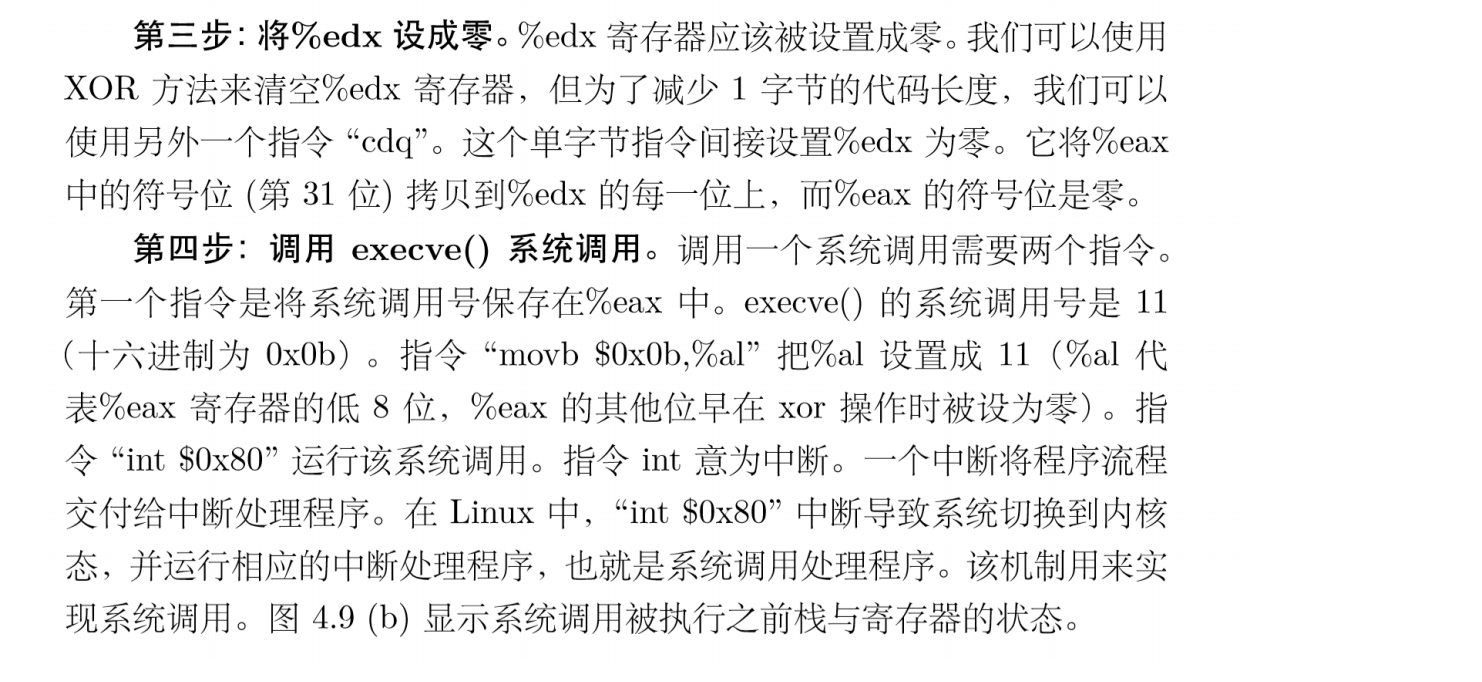 第三步：将%edx 设成零。%edx 寄存器应该被设置成零。我们可以使用
XOR 方法来清空%edx 寄存器，但为了减少 1 字节的代码长度，我们可以
使用另外一个指令 “cdq”。这个单字节指令间接设置%edx 为零。它将%eax
中的符号位 (第 31 位) 拷贝到%edx 的每一位上，而%eax 的符号位是零。
第四步：调用 execve() 系统调用。调用一个系统调用需要两个指令。
第一个指令是将系统调用号保存在%eax 中。execve() 的系统调用号是 11
（十六进制为 0x0b）。指令 “movb $0x0b,%al” 把%al 设置成 11（%al 代
表%eax 寄存器的低 8 位，%eax 的其他位早在 xor 操作时被设为零）。指
令 “int $0x80” 运行该系统调用。指令 int 意为中断。一个中断将程序流程
交付给中断处理程序。在 Linux 中，“int $0x80” 中断导致系统切换到内核
态，并运行相应的中断处理程序，也就是系统调用处理程序。该机制用来实
现系统调用。图 4.9 (b) 显示系统调用被执行之前栈与寄存器的状态。